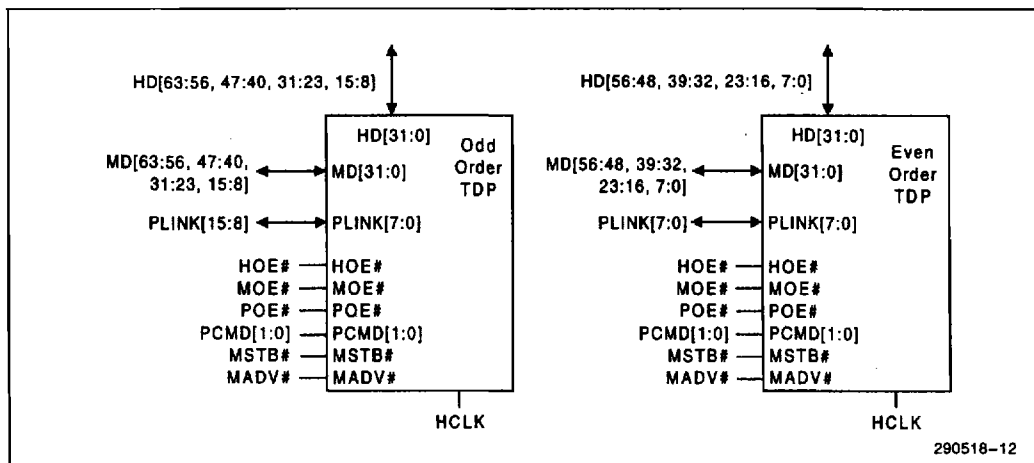 HD[63:56, 47:40, 31:23, 15:8]
HD[31:0]
Odd
Order
TDP
MD[63:56, 47:40,
31:23, 15:8]
MD[31:0]
PLINK[15:8]
PLINK[7:0]
HOE# HOE#
MOE# MOE#
POE# POE#
PCMD[1:0] PCMD[1:0]
MSTB# MSTB#
MADV# MADV#
HCLK
HD[56:48, 39:32, 23:16, 7:0]
HD[31:0]
Even
Order
TDP
MD[56:48, 39:32,
23:16, 7:0]
MD[31:0]
PLINK[7:0]
PLINK[7:0]
HOE# HOE#
MOE# MOE#
POE# POE#
PCMD[1:0] PCMD[1:0]
MSTB# MSTB#
MADV# MADV#
HCLK
290518-12